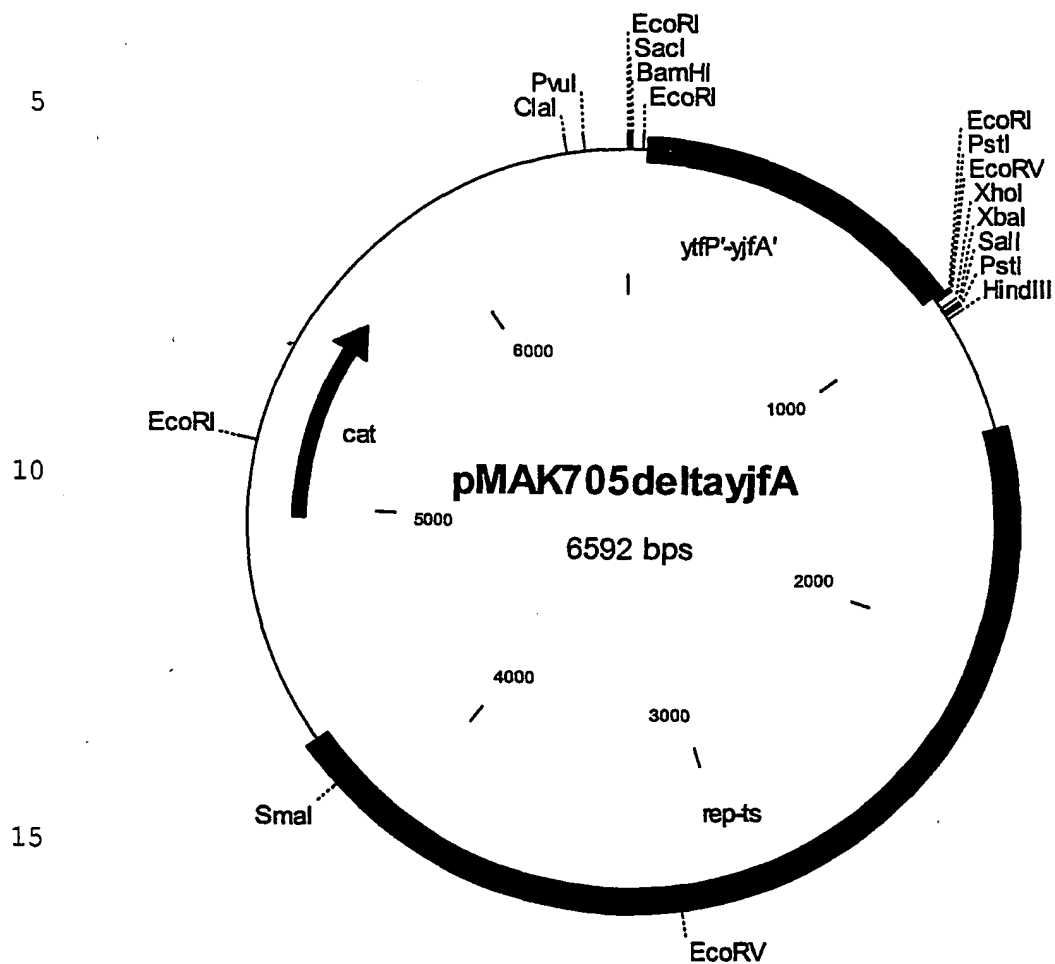 EcoRI
SacI
BamHI
EcoRI
PvuI
ClaI
5
EcoRI
PstI
EcoRV
XhoI
XbaI
SalI
PstI
HindIII
ytfP'-yjfA'
6000
1000
EcoRI
cat
10
pMAK705deltayjfA
5000
6592 bps
2000
4000
3000
SmaI
rep-ts
15
EcoRV